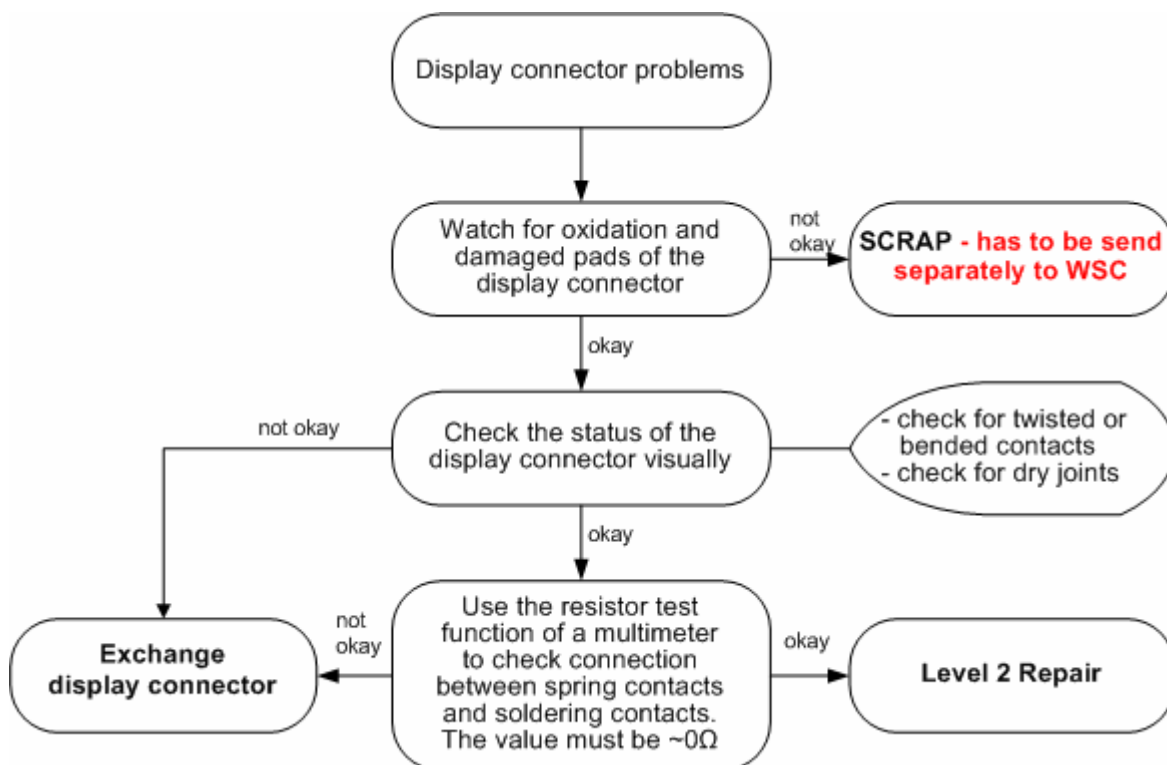 Display connector problems
Watch for oxidation and
damaged pads of the
display connector
not
okay
SCRAP - has to be send
separately to WSC
okay
Check the status of the
display connector visually
not okay
- check for twisted or
bended contacts
- check for dry joints
okay
Use the resistor test
function of a multimeter
to check connection
between spring contacts
and soldering contacts.
The value must be ~0Ω
not
okay
Exchange
display connector
okay
Level 2 Repair